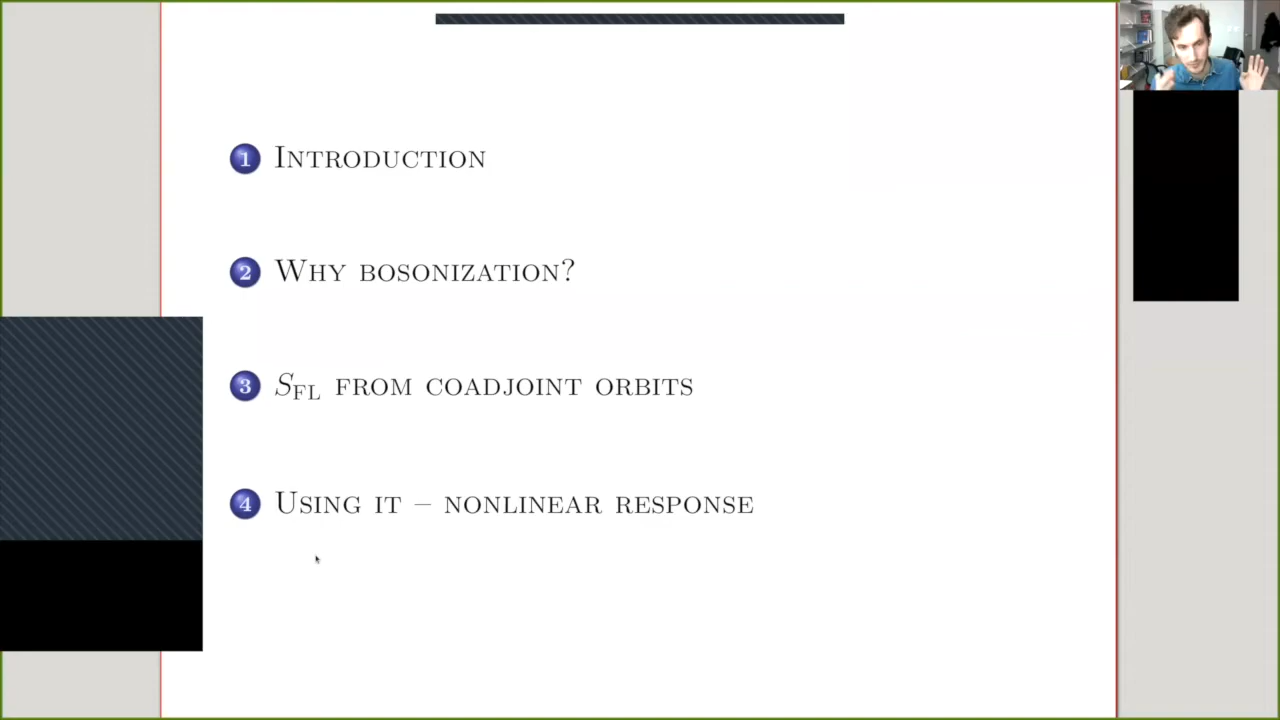 1 Introduction
2 Why bosonization?
3 S_FL from coadjoint orbits
4 Using it – nonlinear response